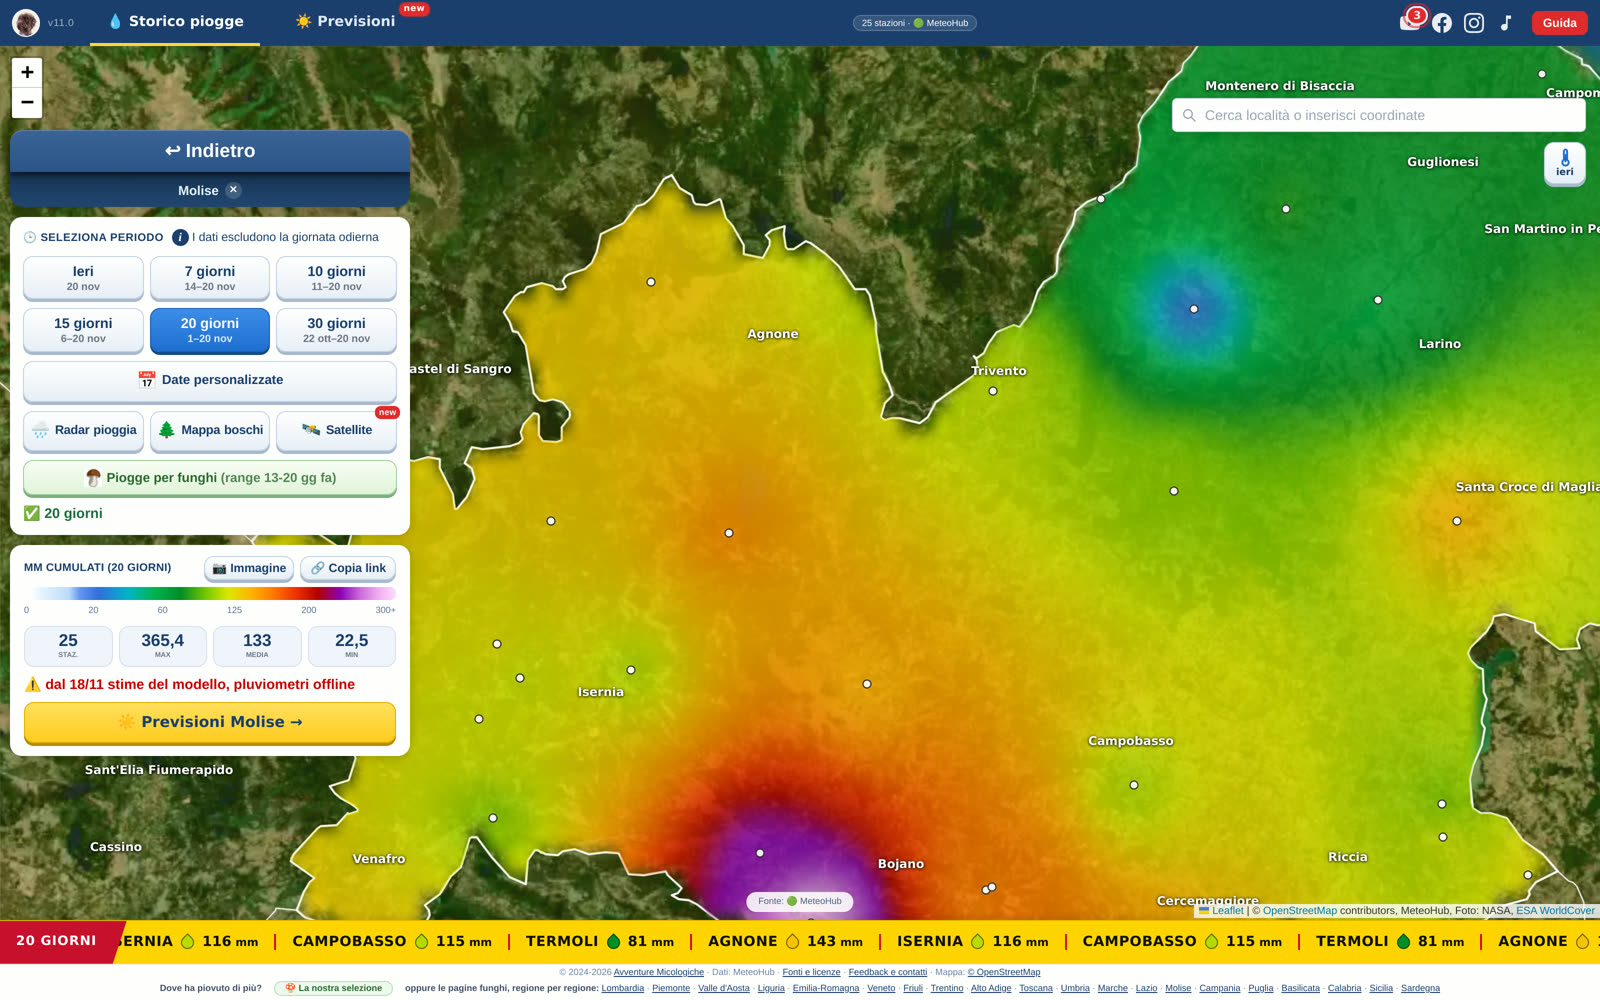 v11.0
Storico piogge
Previsioni
new
25 stazioni · MeteoHub
3
Guida
+
−
↩ Indietro
Molise ×
SELEZIONA PERIODO
i I dati escludono la giornata odierna
Ieri
20 nov
7 giorni
14–20 nov
10 giorni
11–20 nov
15 giorni
6–20 nov
20 giorni
1–20 nov
30 giorni
22 ott–20 nov
Date personalizzate
Radar pioggia
Mappa boschi
Satellite
new
Piogge per funghi (range 13-20 gg fa)
20 giorni
MM CUMULATI (20 GIORNI)
Immagine
Copia link
0 20 60 125 200 300+
25
STAZ.
365,4
MAX
133
MEDIA
22,5
MIN
dal 18/11 stime del modello, pluviometri offline
Previsioni Molise →
Cerca località o inserisci coordinate
ieri
Montenero di Bisaccia
Campom
Guglionesi
San Martino in Pe
Larino
Agnone
astel di Sangro
Trivento
Santa Croce di Maglia
Isernia
Campobasso
Sant'Elia Fiumerapido
Cassino
Venafro
Bojano
Riccia
Cercemaggiore
Fonte: MeteoHub
Leaflet | © OpenStreetMap contributors, MeteoHub, Foto: NASA, ESA WorldCover
20 GIORNI
SERNIA 116 mm | CAMPOBASSO 115 mm | TERMOLI 81 mm | AGNONE 143 mm | ISERNIA 116 mm | CAMPOBASSO 115 mm | TERMOLI 81 mm | AGNONE
© 2024-2026 Avventure Micologiche · Dati: MeteoHub · Fonti e licenze · Feedback e contatti · Mappa: © OpenStreetMap
Dove ha piovuto di più? La nostra selezione oppure le pagine funghi, regione per regione: Lombardia · Piemonte · Valle d'Aosta · Liguria · Emilia-Romagna · Veneto · Friuli · Trentino · Alto Adige · Toscana · Umbria · Marche · Lazio · Molise · Campania · Puglia · Basilicata · Calabria · Sicilia · Sardegna